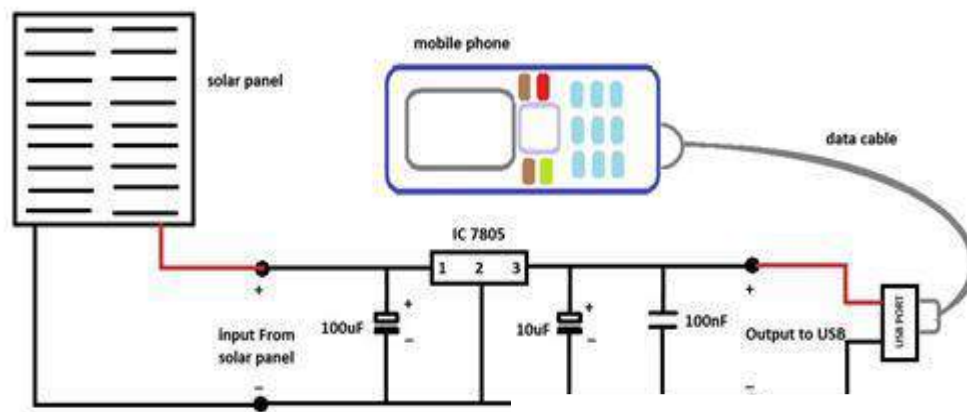 mobile phone
solar panel
data cable
IC 7805
1 2 3
+
+
+
+
100uF
10uF
100nF
input From
solar panel
Output to USB
USB PORT
−
−
−
−